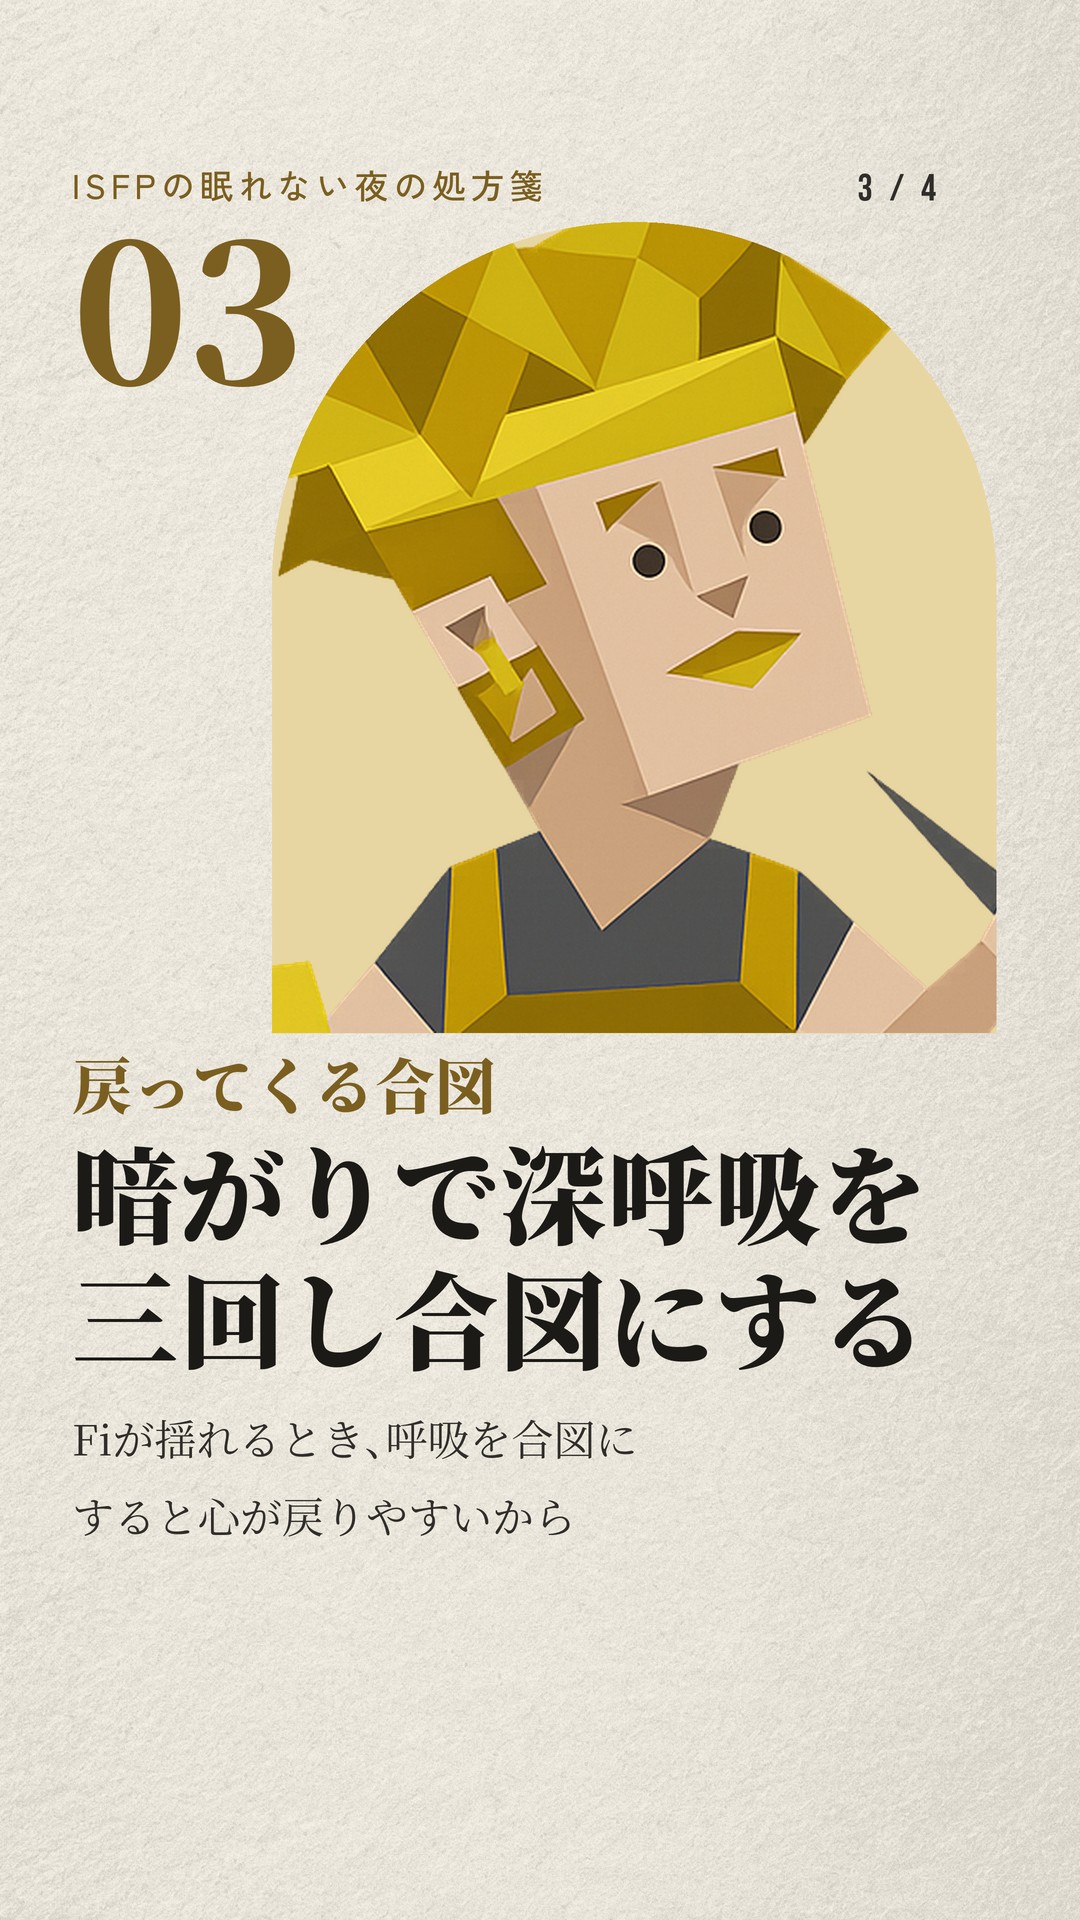 ISFPの眠れない夜の処方箋
3 / 4
03
戻ってくる合図
暗がりで深呼吸を
三回し合図にする
Fiが揺れるとき、呼吸を合図に
すると心が戻りやすいから